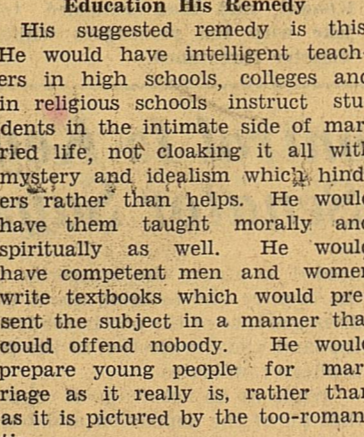 Education His Remedy
His suggested remedy is this
He would have intelligent teach-
ers in high schools, colleges and
in religious schools instruct stu-
dents in the intimate side of mar-
ried life, not cloaking it all with
mystery and idealism which hind-
ers rather than helps. He would
have them taught morally and
spiritually as well. He would
have competent men and women
write textbooks which would pre-
sent the subject in a manner that
could offend nobody. He would
prepare young people for mar-
riage as it really is, rather than
as it is pictured by the too-roman-